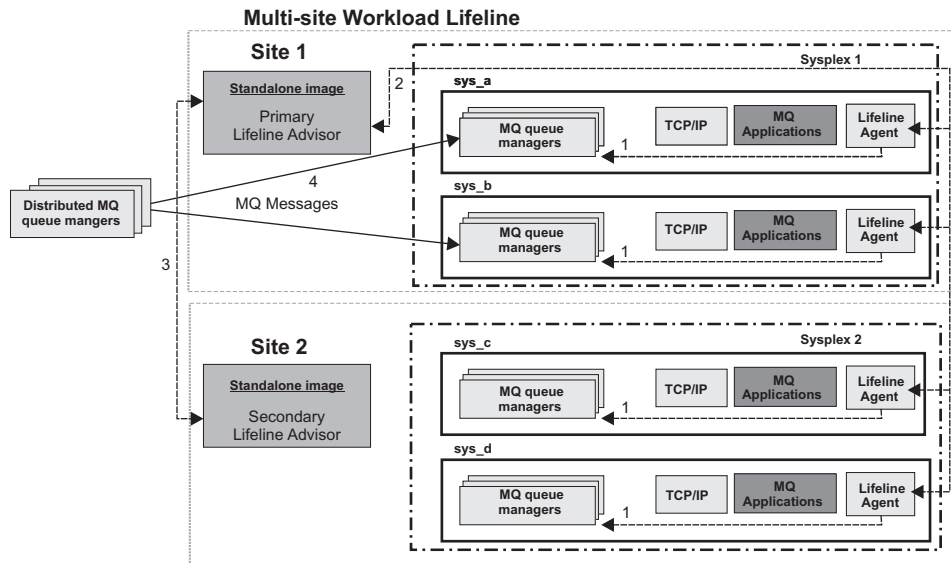 Multi-site Workload Lifeline
Site 1
Standalone image
Primary
Lifeline Advisor
2
Sysplex 1
sys_a
MQ queue
managers
TCP/IP
MQ
Applications
Lifeline
Agent
1
4
MQ Messages
Distributed MQ
queue mangers
sys_b
MQ queue
managers
TCP/IP
MQ
Applications
Lifeline
Agent
1
3
Site 2
Standalone image
Secondary
Lifeline Advisor
Sysplex 2
sys_c
MQ queue
managers
TCP/IP
MQ
Applications
Lifeline
Agent
1
sys_d
MQ queue
managers
TCP/IP
MQ
Applications
Lifeline
Agent
1